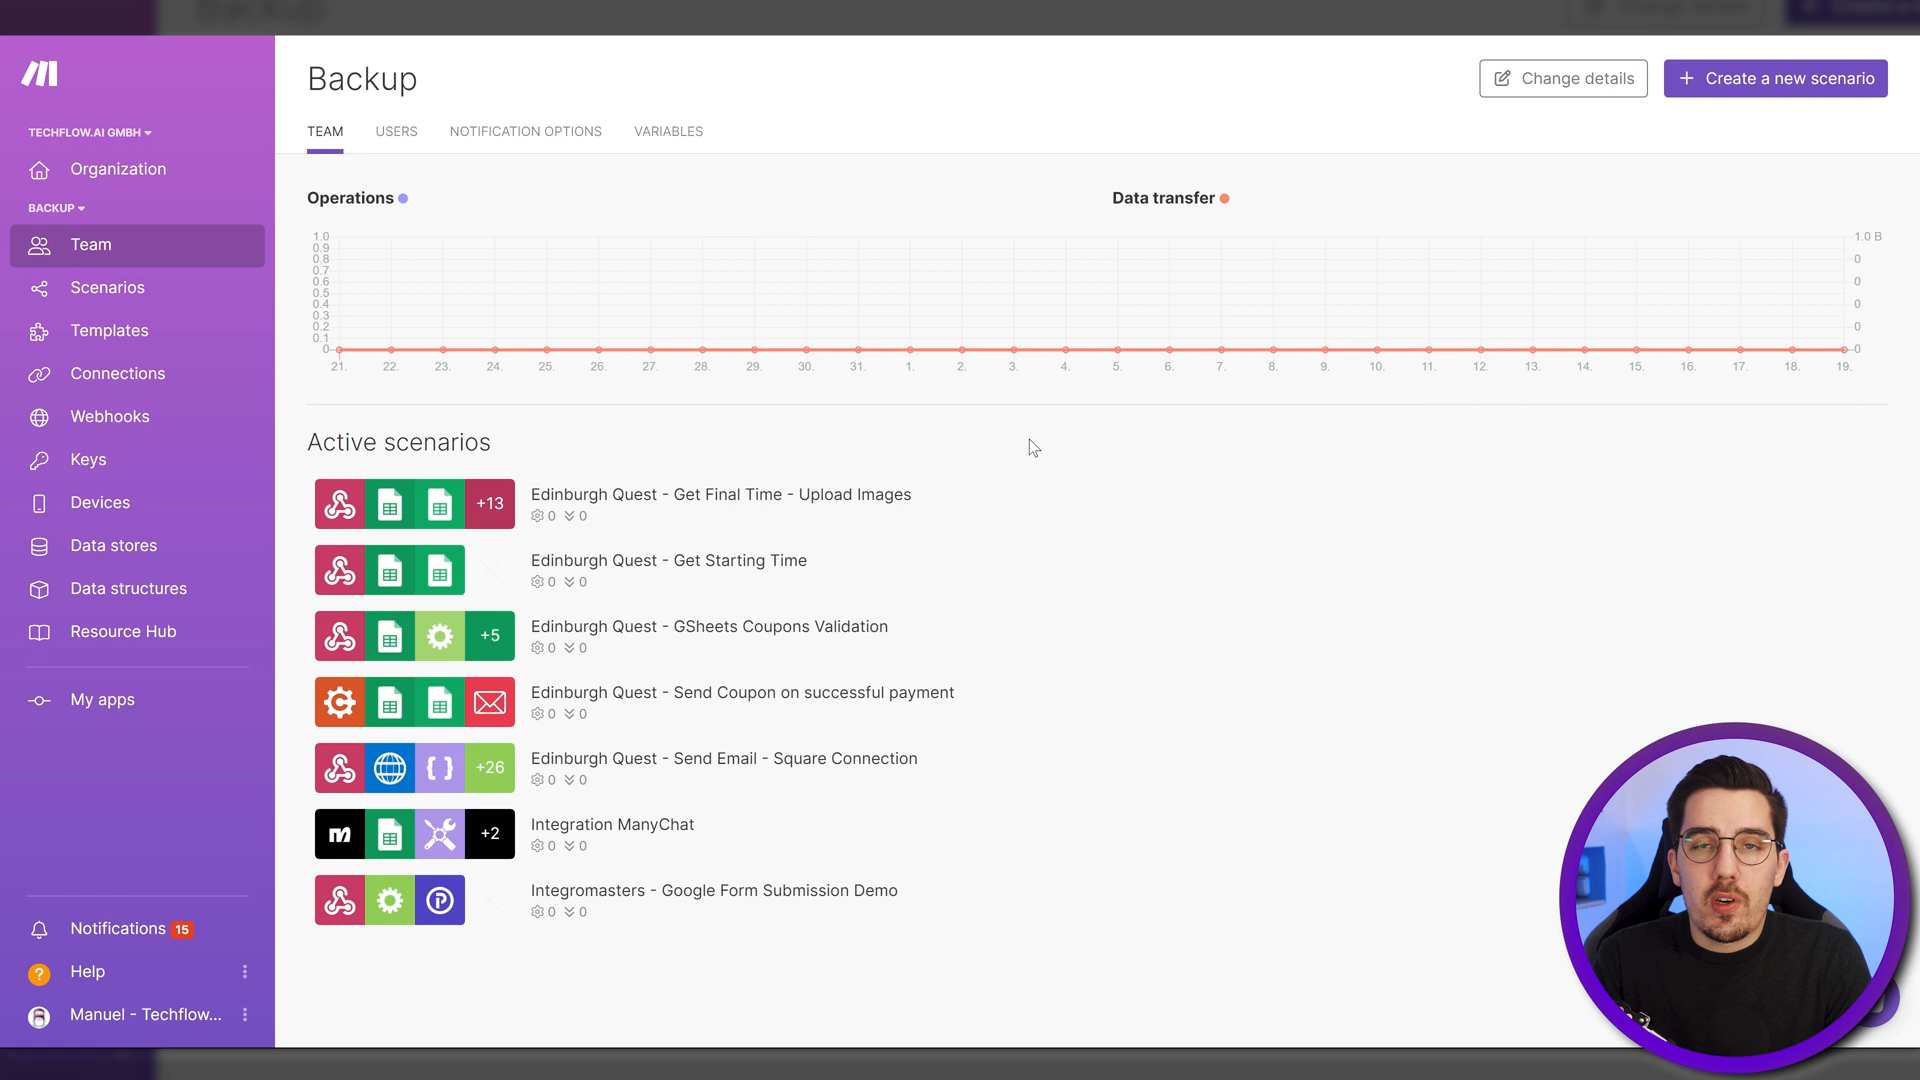 Backup
Change details
Create a new scenario
TECHFLOW.AI GMBH
Organization
BACKUP
Team
Scenarios
Templates
Connections
Webhooks
Keys
Devices
Data stores
Data structures
Resource Hub
My apps
Notifications 15
Help
Manuel - Techflow...
TEAM USERS NOTIFICATION OPTIONS VARIABLES
Operations
Data transfer
1.0
0.9
0.8
0.7
0.6
0.5
0.4
0.3
0.2
0.1
0
1.0 B
0
0
0
0
0
21. 22. 23. 24. 25. 26. 27. 28. 29. 30. 31. 1. 2. 3. 4. 5. 6. 7. 8. 9. 10. 11. 12. 13. 14. 15. 16. 17. 18. 19.
Active scenarios
+13
Edinburgh Quest - Get Final Time - Upload Images
0 0
Edinburgh Quest - Get Starting Time
0 0
+5
Edinburgh Quest - GSheets Coupons Validation
0 0
Edinburgh Quest - Send Coupon on successful payment
0 0
+26
Edinburgh Quest - Send Email - Square Connection
0 0
+2
Integration ManyChat
0 0
Integromasters - Google Form Submission Demo
0 0